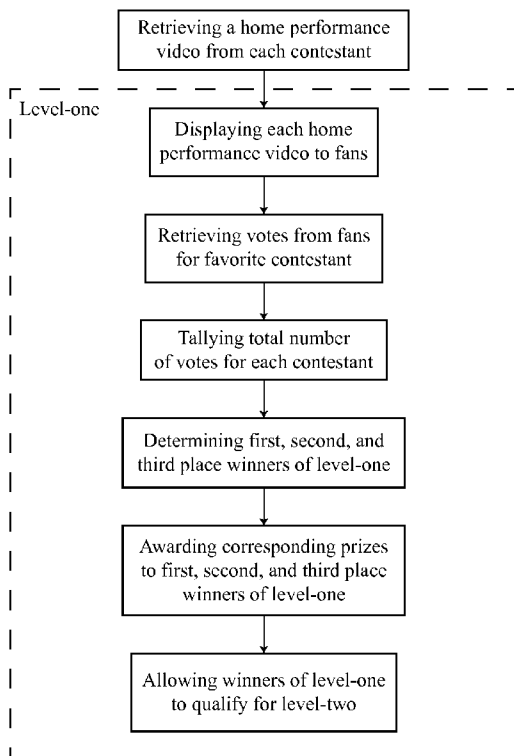 Retrieving a home performance
video from each contestant
Level-one
Displaying each home
performance video to fans
Retrieving votes from fans
for favorite contestant
Tallying total number
of votes for each contestant
Determining first, second, and
third place winners of level-one
Awarding corresponding prizes
to first, second, and third place
winners of level-one
Allowing winners of level-one
to qualify for level-two